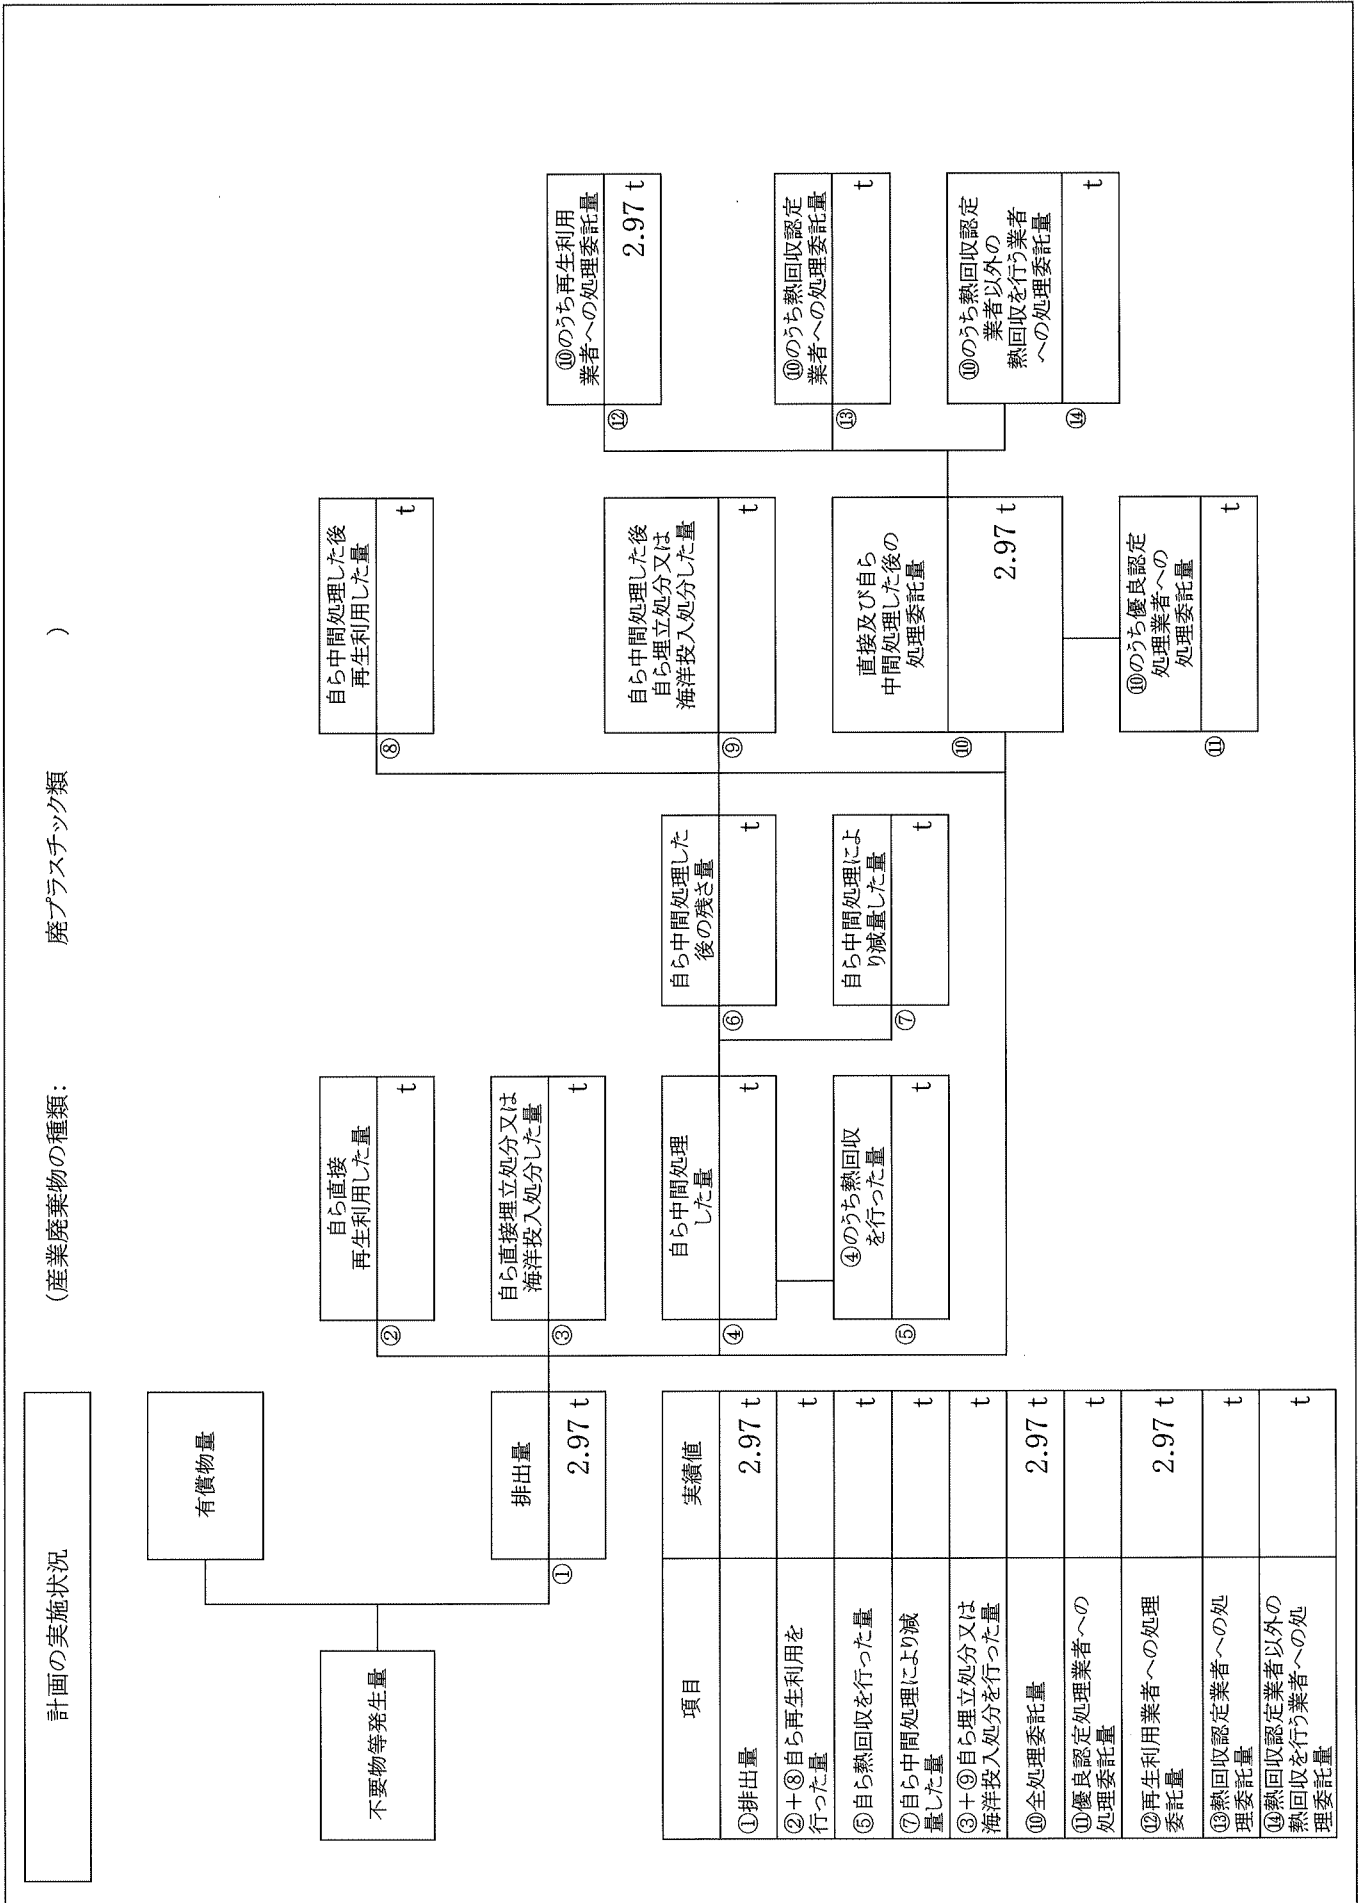 計画の実施状況
(産業廃棄物の種類: 廃プラスチック類 )
不要物等発生量
有償物量
排出量
① 2.97 t
自ら直接
再生利用した量
② t
自ら直接埋立処分又は
海洋投入処分した量
③ t
自ら中間処理
した量
④ t
④のうち熱回収
を行った量
⑤ t
自ら中間処理した
後の残さ量
⑥ t
自ら中間処理によ
り減量した量
⑦ t
自ら中間処理した後
再生利用した量
⑧ t
自ら中間処理した後
自ら埋立処分又は
海洋投入処分した量
⑨ t
直接及び自ら
中間処理した後の
処理委託量
⑩ 2.97 t
⑩のうち優良認定
処理業者への
処理委託量
⑪ t
⑩のうち再生利用
業者への処理委託量
⑫ 2.97 t
⑩のうち熱回収認定
業者への処理委託量
⑬ t
⑩のうち熱回収認定
業者以外の
熱回収を行う業者
への処理委託量
⑭ t
項目 実績値
①排出量 2.97 t
②+⑧自ら再生利用を
行った量 t
⑤自ら熱回収を行った量 t
⑦自ら中間処理により減
量した量 t
③+⑨自ら埋立処分又は
海洋投入処分を行った量 t
⑩全処理委託量 2.97 t
⑪優良認定処理業者への
処理委託量 t
⑫再生利用業者への処理
委託量 2.97 t
⑬熱回収認定業者への処
理委託量 t
⑭熱回収認定業者以外の
熱回収を行う業者への処
理委託量 t